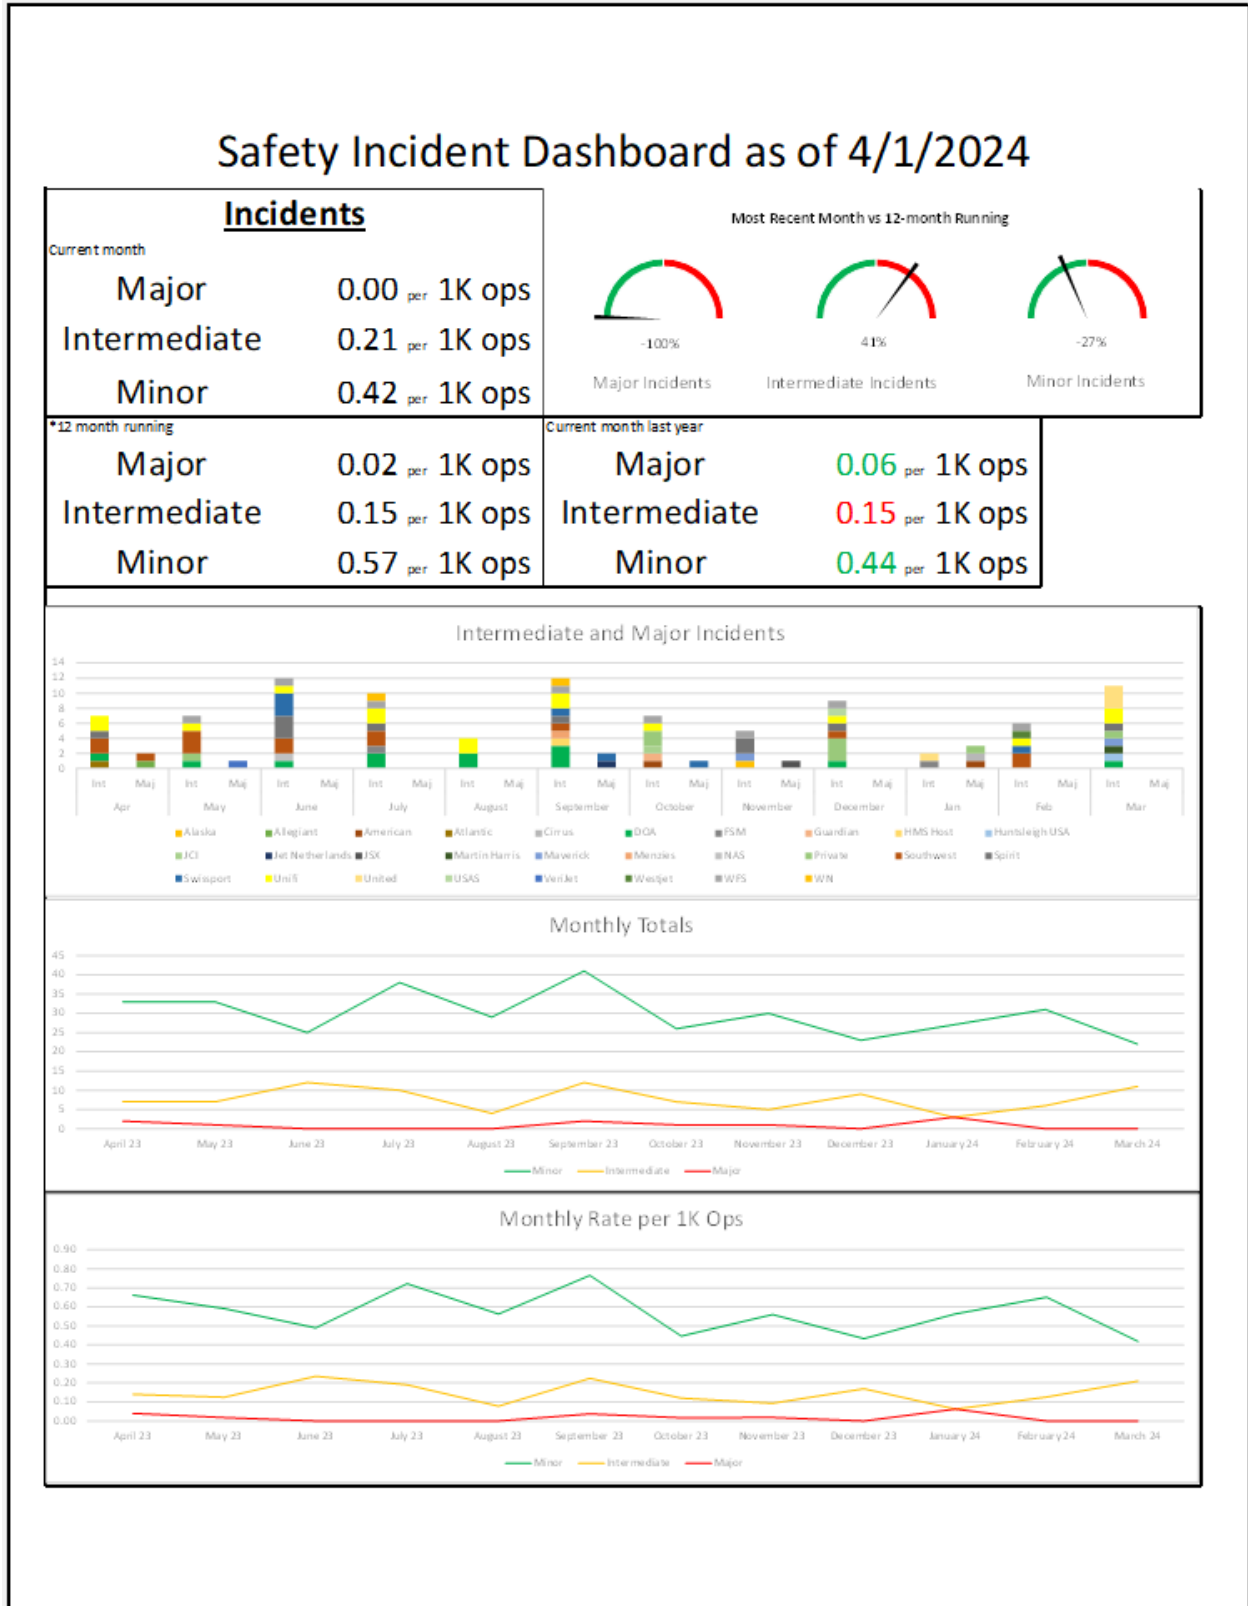 Safety Incident Dashboard as of 4/1/2024
Incidents
Current month
Major 0.00 per 1K ops
Intermediate 0.21 per 1K ops
Minor 0.42 per 1K ops
Most Recent Month vs 12-month Running
-100% 41% -27%
Major Incidents Intermediate Incidents Minor Incidents
*12 month running
Major 0.02 per 1K ops
Intermediate 0.15 per 1K ops
Minor 0.57 per 1K ops
Current month last year
Major 0.06 per 1K ops
Intermediate 0.15 per 1K ops
Minor 0.44 per 1K ops
Intermediate and Major Incidents
14
12
10
8
6
4
2
0
Int Maj Int Maj Int Maj Int Maj Int Maj Int Maj Int Maj Int Maj Int Maj Int Maj Int Maj Int Maj
Apr May June July August September October November December Jan Feb Mar
Alaska Allegiant American Atlantic Cirrus DOA FSM Guardian HMS Host Huntsleigh USA
JCI Jet Netherlands JSX Martin Harris Maverick Menzies NAS Private Southwest Spirit
Swissport Unifi United USAS VeriJet Westjet WFS WN
Monthly Totals
45
40
35
30
25
20
15
10
5
0
April 23 May 23 June 23 July 23 August 23 September 23 October 23 November 23 December 23 January 24 February 24 March 24
Minor Intermediate Major
Monthly Rate per 1K Ops
0.90
0.80
0.70
0.60
0.50
0.40
0.30
0.20
0.10
0.00
April 23 May 23 June 23 July 23 August 23 September 23 October 23 November 23 December 23 January 24 February 24 March 24
Minor Intermediate Major